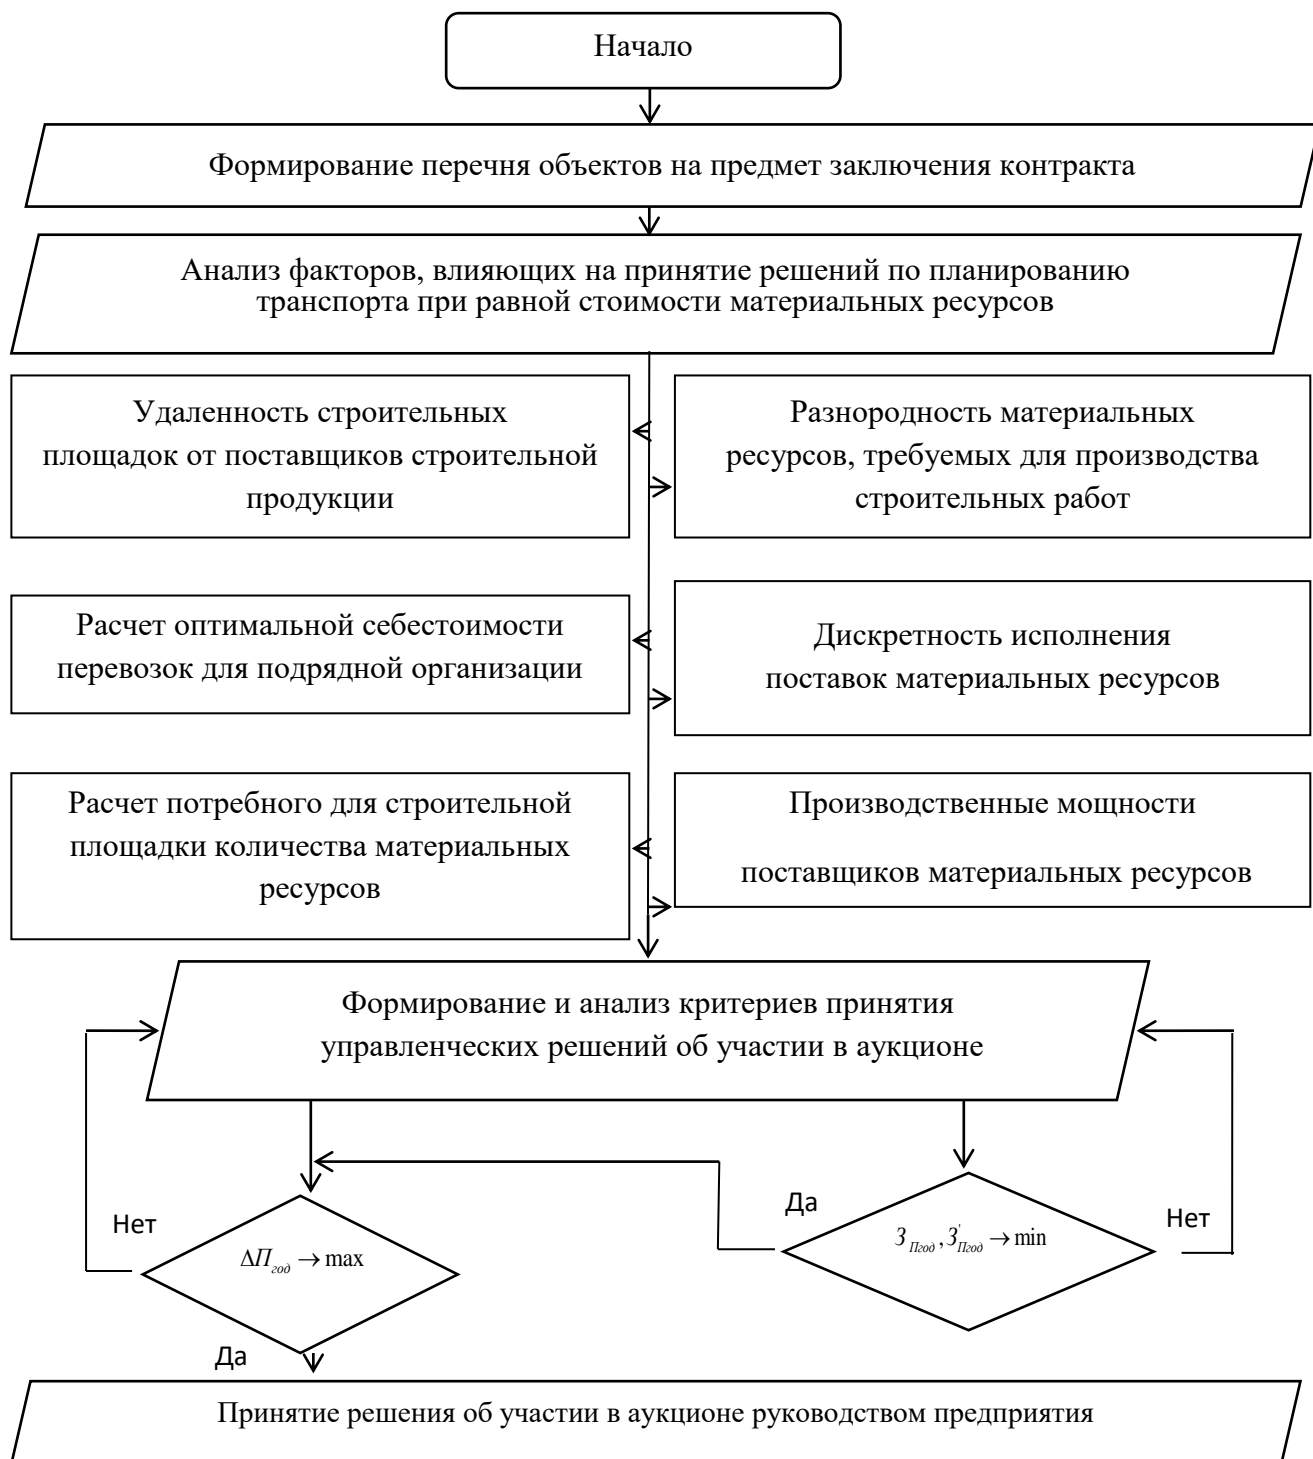 Начало
Формирование перечня объектов на предмет заключения контракта
Анализ факторов, влияющих на принятие решений по планированию
транспорта при равной стоимости материальных ресурсов
Удаленность строительных
площадок от поставщиков строительной
продукции
Разнородность материальных
ресурсов, требуемых для производства
строительных работ
Расчет оптимальной себестоимости
перевозок для подрядной организации
Дискретность исполнения
поставок материальных ресурсов
Расчет потребного для строительной
площадки количества материальных
ресурсов
Производственные мощности
поставщиков материальных ресурсов
Формирование и анализ критериев принятия
управленческих решений об участии в аукционе
Нет
ΔП_год → max
Да
Да
З_Пгод, З'_Пгод → min
Нет
Принятие решения об участии в аукционе руководством предприятия